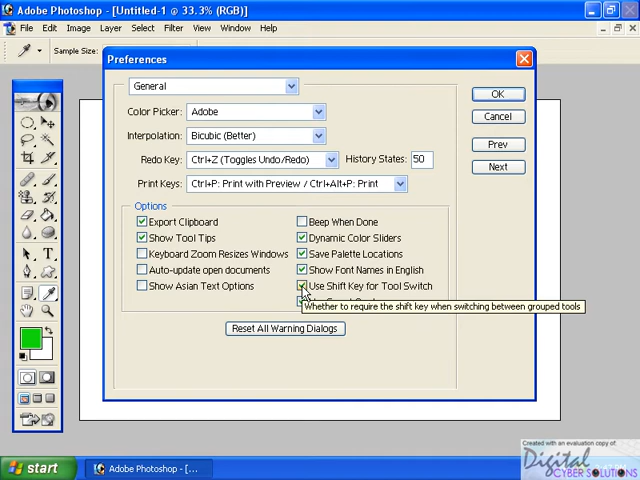 Adobe Photoshop - [Untitled-1 @ 33.3% (RGB)]
File Edit Image Layer Select Filter View Window Help
Sample Size:
Preferences
General
OK
Color Picker: Adobe
Cancel
Interpolation: Bicubic (Better)
Prev
Redo Key: Ctrl+Z (Toggles Undo/Redo) History States: 50
Next
Print Keys: Ctrl+P: Print with Preview / Ctrl+Alt+P: Print
Options
Export Clipboard
Show Tool Tips
Keyboard Zoom Resizes Windows
Auto-update open documents
Show Asian Text Options
Beep When Done
Dynamic Color Sliders
Save Palette Locations
Show Font Names in English
Use Shift Key for Tool Switch
Whether to require the shift key when switching between grouped tools
Reset All Warning Dialogs
start
Adobe Photoshop - [...
Created with an evaluation copy of:
Digital
CYBER SOLUTIONS